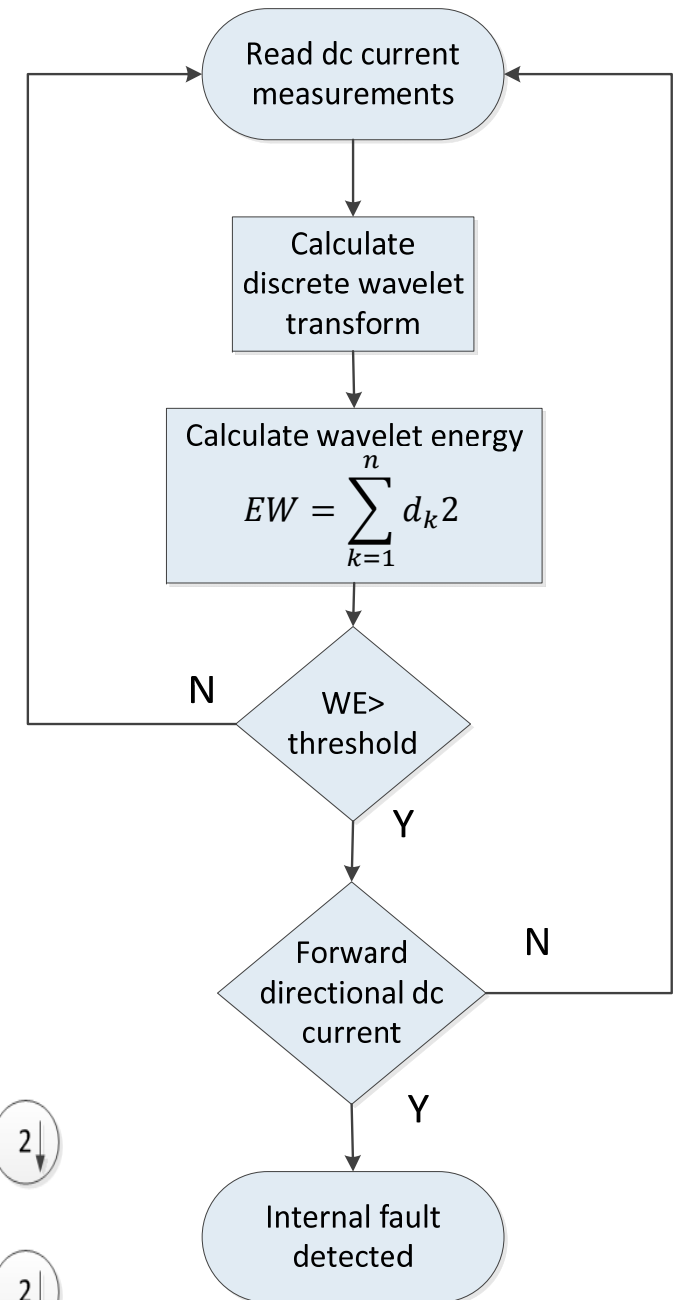 Read dc current
measurements
Calculate
discrete wavelet
transform
Calculate wavelet energy
n
EW = ∑ dₖ2
k=1
N
WE>
threshold
Y
Forward
directional dc
current
N
Y
2↓
Internal fault
detected
2↓